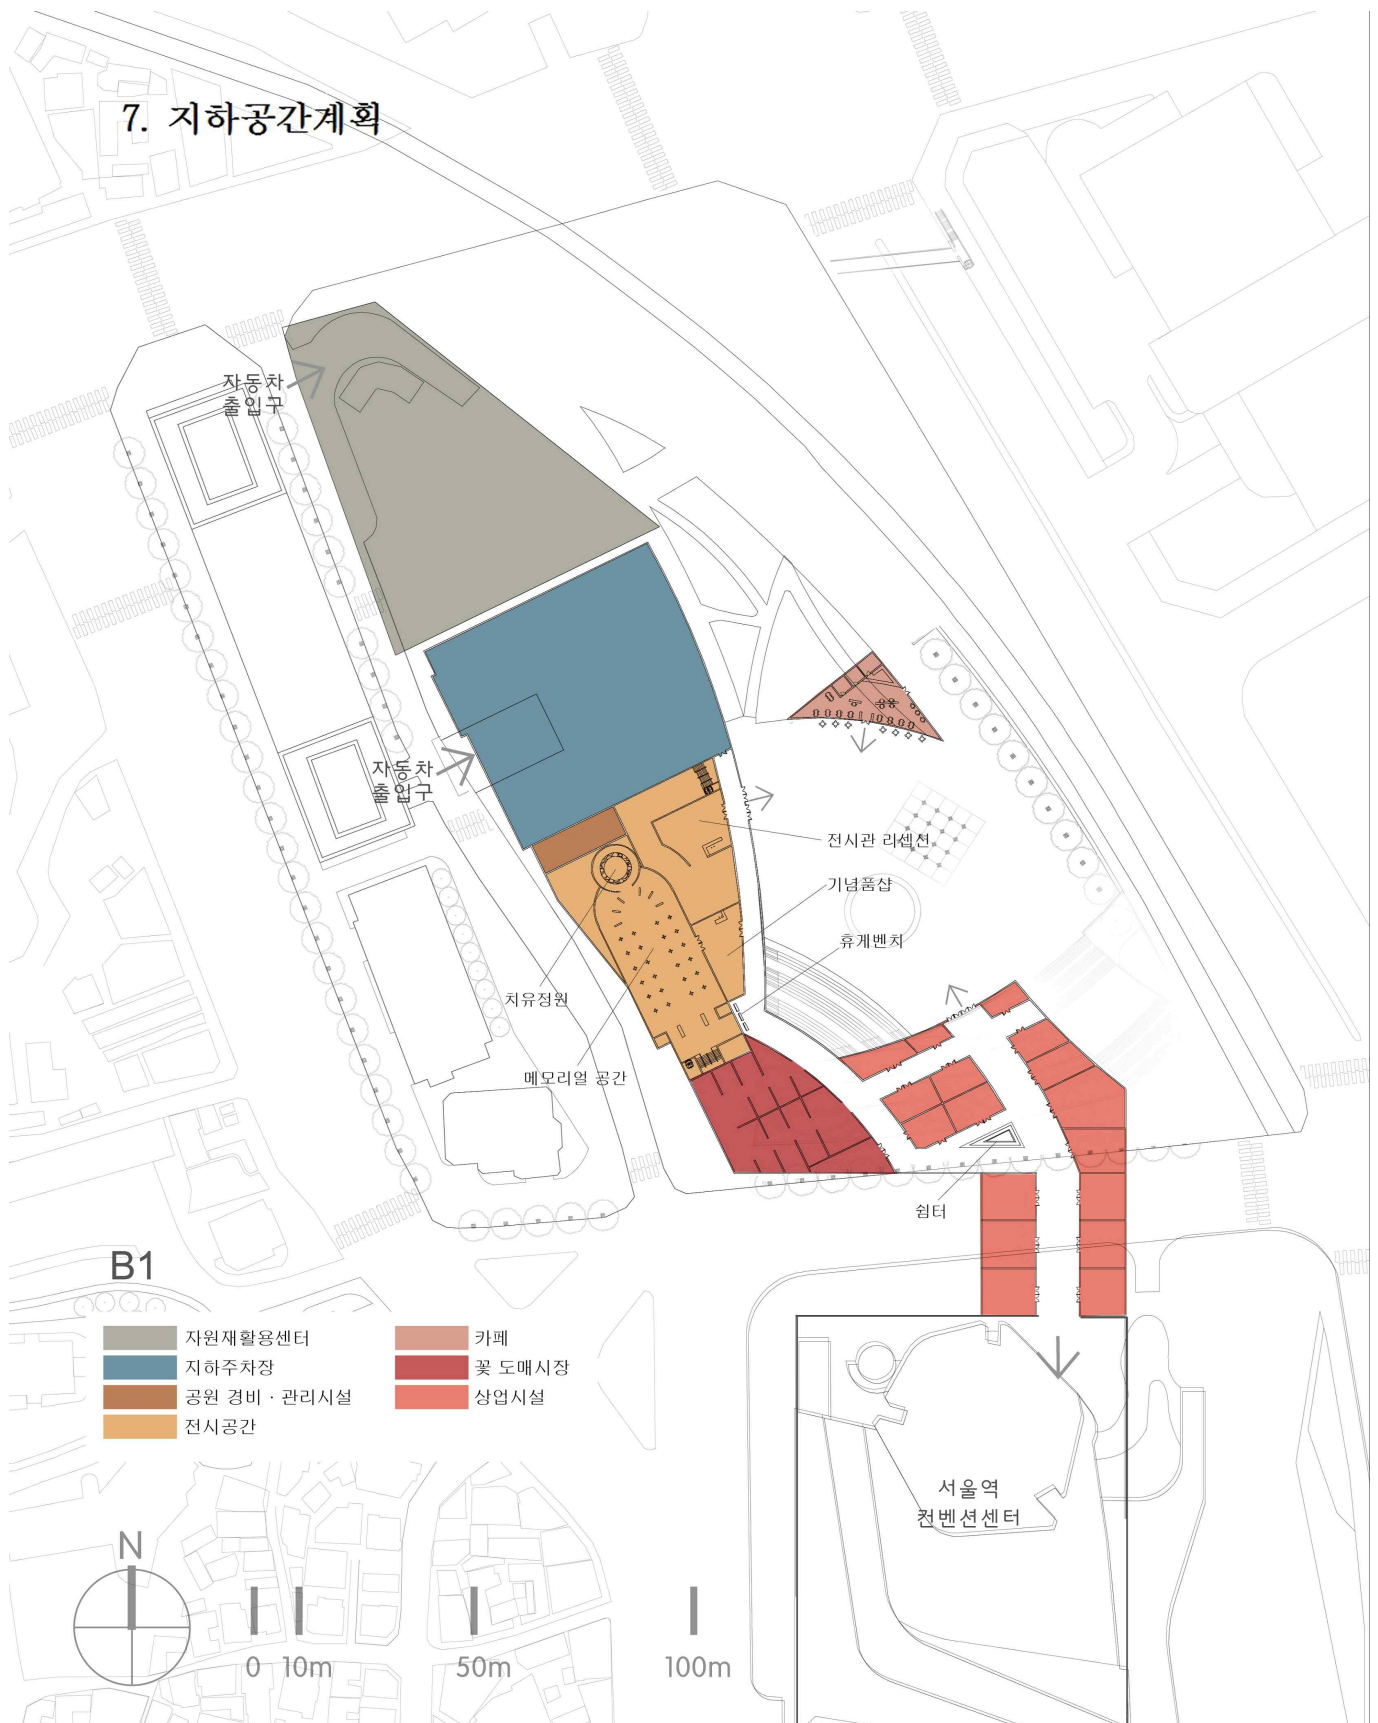 7. 지하공간계획
자동차
출입구
자동차
출입구
전시관 리셉션
기념품샵
휴게벤치
치유정원
메모리얼 공간
쉼터
B1
자원재활용센터
지하주차장
공원 경비 · 관리시설
전시공간
카페
꽃 도매시장
상업시설
서울역
컨벤션센터
N
0 10m 50m 100m